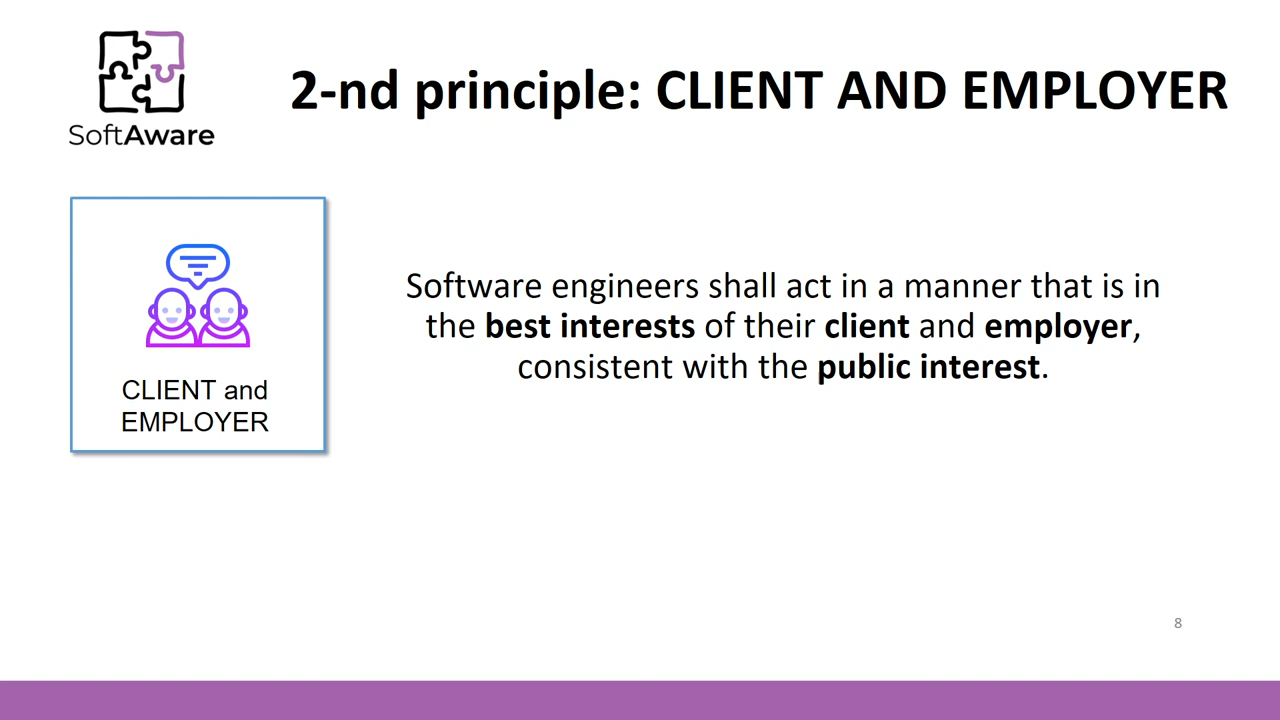 SoftAware
2-nd principle: CLIENT AND EMPLOYER
CLIENT and
EMPLOYER
Software engineers shall act in a manner that is in
the best interests of their client and employer,
consistent with the public interest.
8